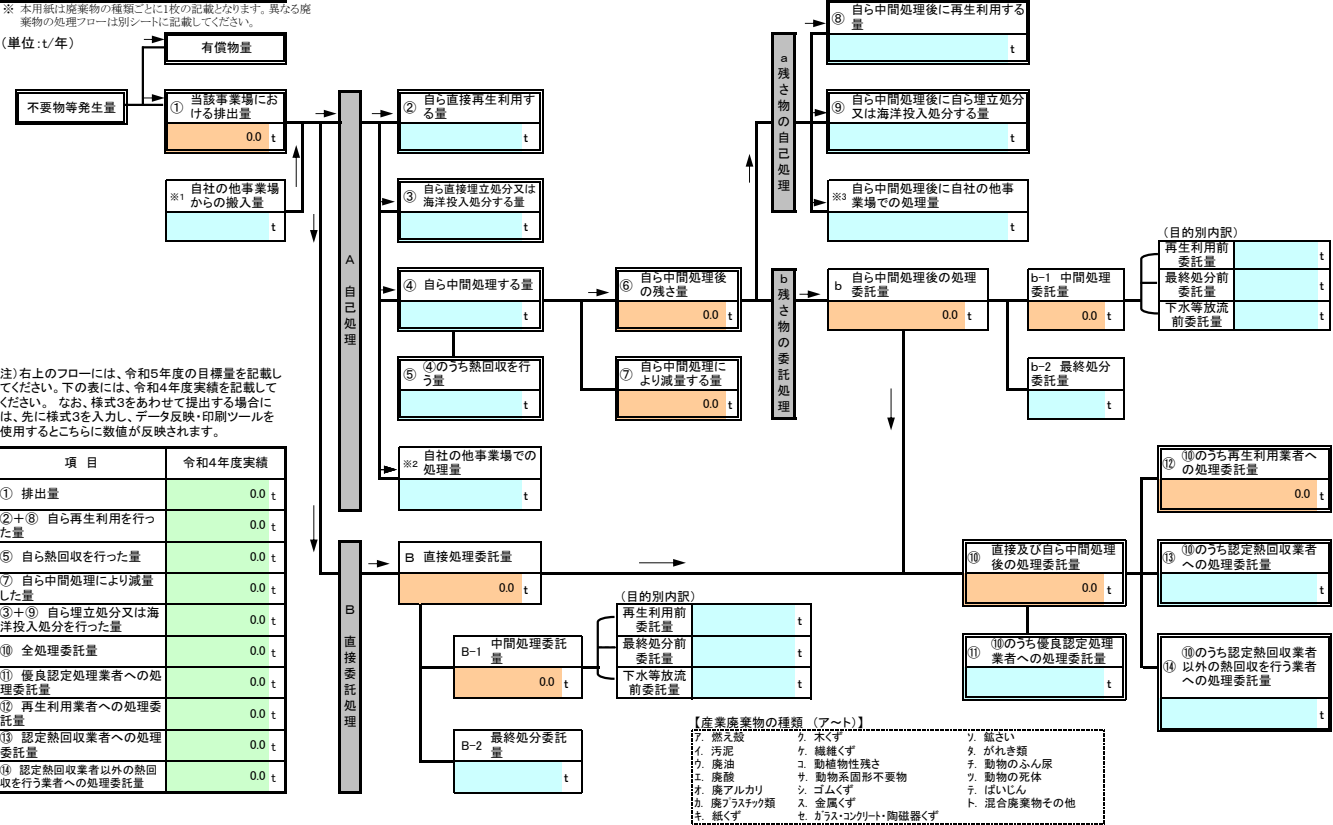 ※ 本用紙は廃棄物の種類ごとに1枚の記載となります。異なる廃
棄物の処理フローは別シートに記載してください。
(単位:t/年)
有償物量
不要物等発生量
① 当該事業場にお
ける排出量
0.0 t
※1 自社の他事業場
からの搬入量
t
A 自己処理
② 自ら直接再生利用す
る量
t
③ 自ら直接埋立処分又は
海洋投入処分する量
t
④ 自ら中間処理する量
t
⑤ ④のうち熱回収を行
う量
t
※2 自社の他事業場での
処理量
t
⑥ 自ら中間処理後
の残さ量
0.0 t
⑦ 自ら中間処理に
より減量する量
0.0 t
a 残さ物の自己処理
⑧ 自ら中間処理後に再生利用する
量
t
⑨ 自ら中間処理後に自ら埋立処分
又は海洋投入処分する量
t
※3 自ら中間処理後に自社の他事
業場での処理量
t
b 残さ物の委託処理
b 自ら中間処理後の処理
委託量
0.0 t
b-1 中間処理
委託量
0.0 t
b-2 最終処分
委託量
t
(目的別内訳)
再生利用前
委託量
t
最終処分前
委託量
t
下水等放流
前委託量
t
注)右上のフローには、令和5年度の目標量を記載し
てください。下の表には、令和4年度実績を記載して
ください。 なお、様式3をあわせて提出する場合に
は、先に様式3を入力し、データ反映・印刷ツールを
使用するとこちらに数値が反映されます。
項 目 令和4年度実績
① 排出量 0.0 t
②+⑧ 自ら再生利用を行っ
た量 0.0 t
⑤ 自ら熱回収を行った量 0.0 t
⑦ 自ら中間処理により減量
した量 0.0 t
③+⑨ 自ら埋立処分又は海
洋投入処分を行った量 0.0 t
⑩ 全処理委託量 0.0 t
⑪ 優良認定処理業者への処
理委託量 0.0 t
⑫ 再生利用業者への処理委
託量 0.0 t
⑬ 認定熱回収業者への処理
委託量 0.0 t
⑭ 認定熱回収業者以外の熱回
収を行う業者への処理委託量 0.0 t
B 直接委託処理
B 直接処理委託量
0.0 t
B-1 中間処理委託
量
0.0 t
B-2 最終処分委託
量
t
(目的別内訳)
再生利用前
委託量
t
最終処分前
委託量
t
下水等放流
前委託量
t
⑩ 直接及び自ら中間処理
後の処理委託量
0.0 t
⑪ ⑩のうち優良認定処理
業者への処理委託量
t
⑫ ⑩のうち再生利用業者へ
の処理委託量
0.0 t
⑬ ⑩のうち認定熱回収業者
への処理委託量
t
⑭ ⑩のうち認定熱回収業者
以外の熱回収を行う業者
への処理委託量
t
【産業廃棄物の種類 (ア~ト)】
ア. 燃え殻 ク. 木くず ソ. 鉱さい
イ. 汚泥 ケ. 繊維くず タ. がれき類
ウ. 廃油 コ. 動植物性残さ チ. 動物のふん尿
エ. 廃酸 サ. 動物系固形不要物 ツ. 動物の死体
オ. 廃アルカリ シ. ゴムくず テ. ばいじん
カ. 廃プラスチック類 ス. 金属くず ト. 混合廃棄物その他
キ. 紙くず セ. ガラス・コンクリート・陶磁器くず